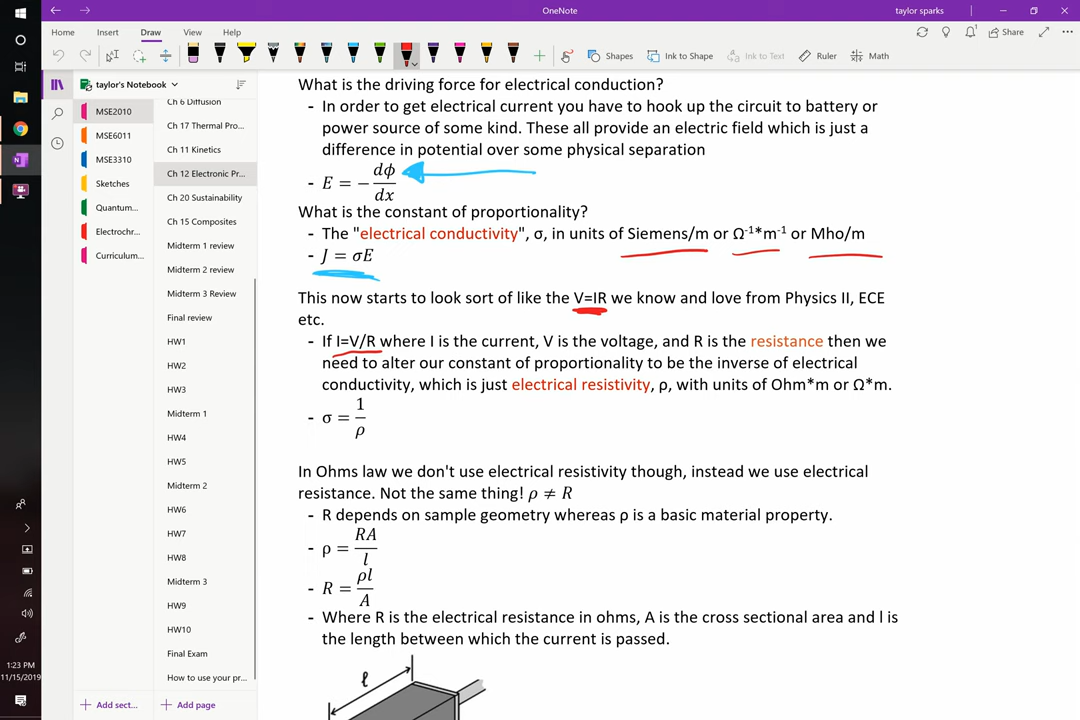 OneNote
taylor sparks
Home Insert Draw View Help
Shapes Ink to Shape Ink to Text Ruler Math
Share
taylor's Notebook
MSE2010
MSE6011
MSE3310
Sketches
Quantum...
Electrochr...
Curriculum...
Ch 6 Diffusion
Ch 17 Thermal Pro...
Ch 11 Kinetics
Ch 12 Electronic Pr...
Ch 20 Sustainability
Ch 15 Composites
Midterm 1 review
Midterm 2 review
Midterm 3 Review
Final review
HW1
HW2
HW3
Midterm 1
HW4
HW5
Midterm 2
HW6
HW7
HW8
Midterm 3
HW9
HW10
Final Exam
How to use your pr...
+ Add sect...
+ Add page
What is the driving force for electrical conduction?
- In order to get electrical current you have to hook up the circuit to battery or
power source of some kind. These all provide an electric field which is just a
difference in potential over some physical separation
- E = −dϕ/dx
What is the constant of proportionality?
- The "electrical conductivity", σ, in units of Siemens/m or Ω⁻¹*m⁻¹ or Mho/m
- J = σE
This now starts to look sort of like the V=IR we know and love from Physics II, ECE
etc.
- If I=V/R where I is the current, V is the voltage, and R is the resistance then we
need to alter our constant of proportionality to be the inverse of electrical
conductivity, which is just electrical resistivity, ρ, with units of Ohm*m or Ω*m.
- σ = 1/ρ
In Ohms law we don't use electrical resistivity though, instead we use electrical
resistance. Not the same thing! ρ ≠ R
- R depends on sample geometry whereas ρ is a basic material property.
- ρ = RA/l
- R = ρl/A
- Where R is the electrical resistance in ohms, A is the cross sectional area and l is
the length between which the current is passed.
ℓ
1:23 PM
11/15/2019